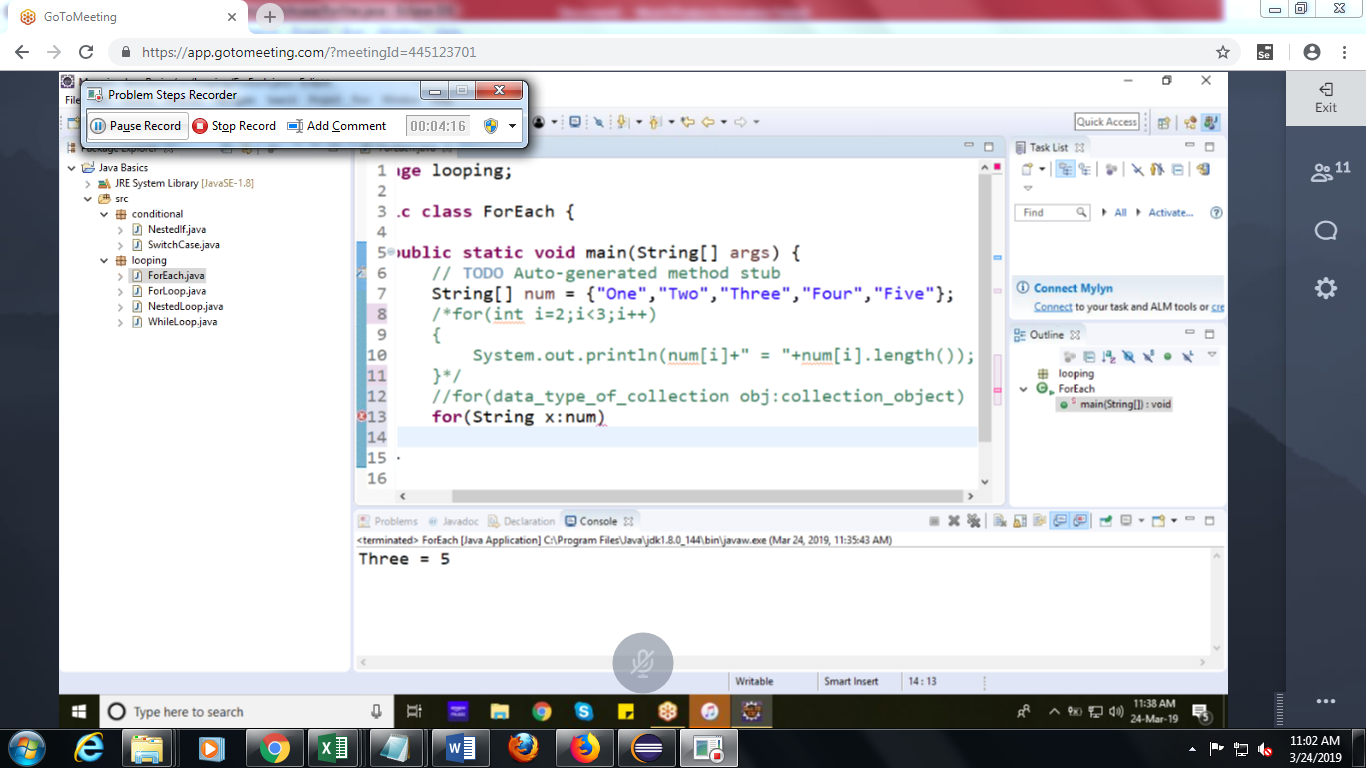 GoToMeeting
https://app.gotomeeting.com/?meetingId=445123701
Problem Steps Recorder
Pause Record
Stop Record
Add Comment
00:04:16
Exit
11
Quick Access
Java Basics
JRE System Library [JavaSE-1.8]
src
conditional
NestedIf.java
SwitchCase.java
looping
ForEach.java
ForLoop.java
NestedLoop.java
WhileLoop.java
1 age looping;
2
3 .c class ForEach {
4
5 public static void main(String[] args) {
6 // TODO Auto-generated method stub
7 String[] num = {"One","Two","Three","Four","Five"};
8 /*for(int i=2;i<3;i++)
9 {
10 System.out.println(num[i]+" = "+num[i].length());
11 }*/
12 //for(data_type_of_collection obj:collection_object)
13 for(String x:num)
14
15
16
Task List
Find
All
Activate...
Connect Mylyn
Connect to your task and ALM tools or cre
Outline
looping
ForEach
main(String[]) : void
Problems
Javadoc
Declaration
Console
<terminated> ForEach [Java Application] C:\Program Files\Java\jdk1.8.0_144\bin\javaw.exe (Mar 24, 2019, 11:35:43 AM)
Three = 5
Writable
Smart Insert
14 : 13
Type here to search
11:38 AM
24-Mar-19
5
11:02 AM
3/24/2019